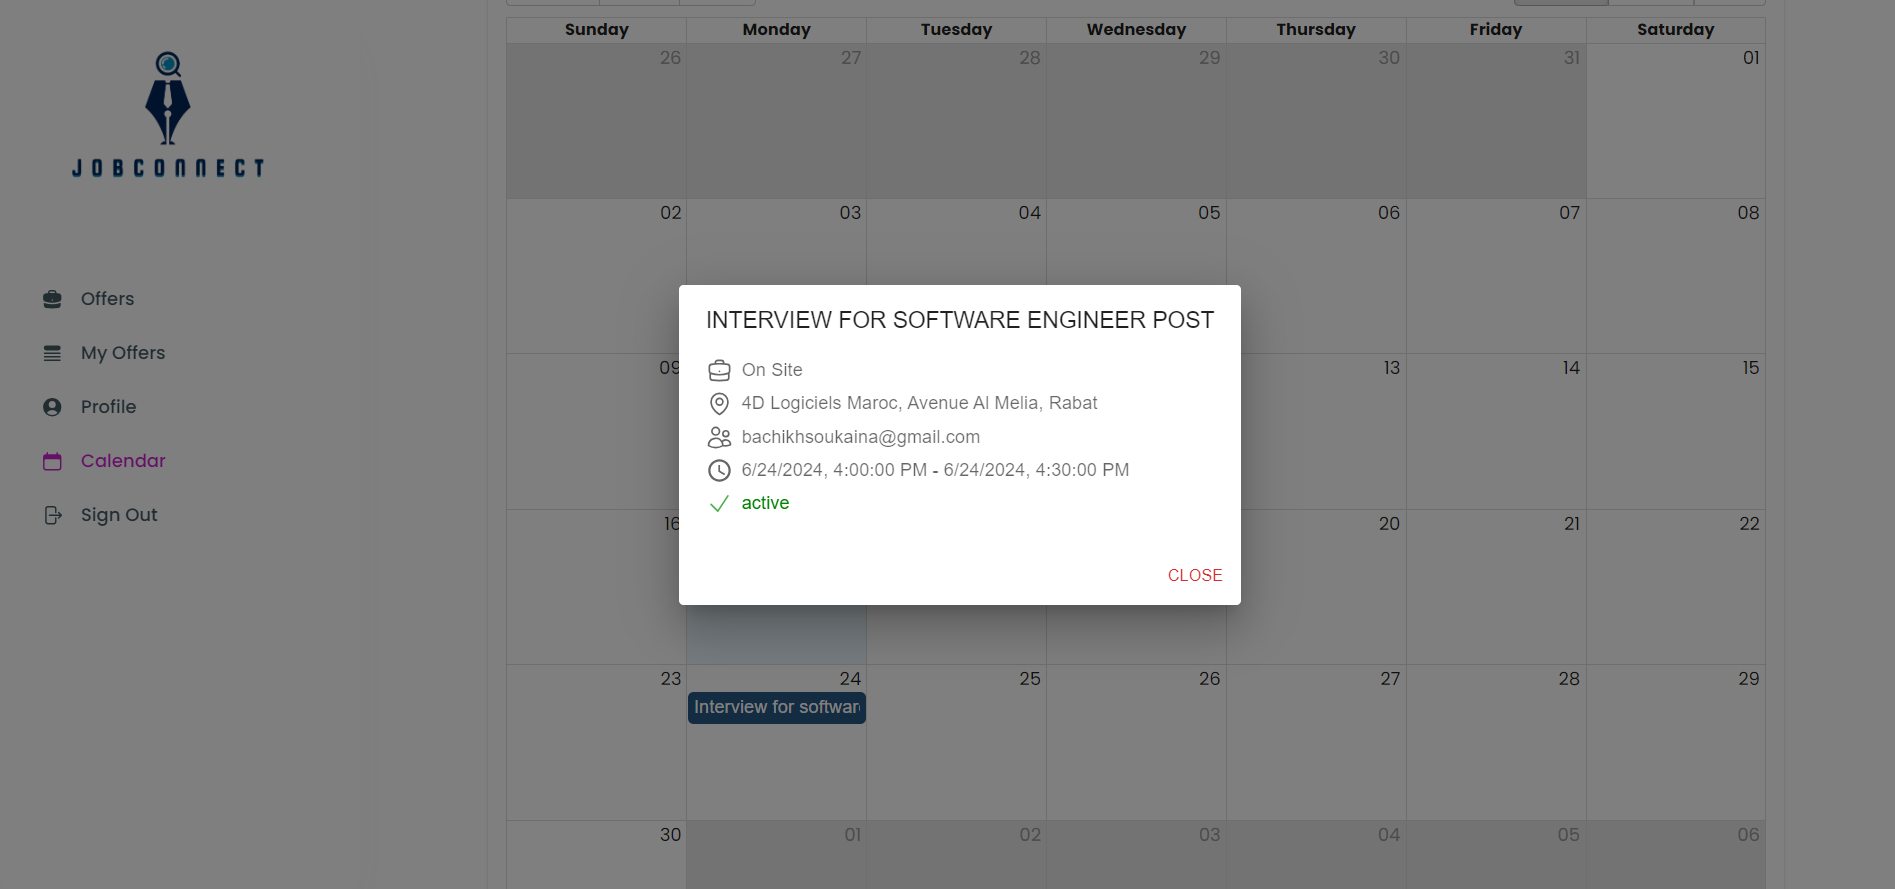 JOBCONNECT
Offers
My Offers
Profile
Calendar
Sign Out
Sunday Monday Tuesday Wednesday Thursday Friday Saturday
26 27 28 29 30 31 01
02 03 04 05 06 07 08
09 13 14 15
16 20 21 22
23 24 25 26 27 28 29
Interview for softwar
30 01 02 03 04 05 06
INTERVIEW FOR SOFTWARE ENGINEER POST
On Site
4D Logiciels Maroc, Avenue Al Melia, Rabat
bachikhsoukaina@gmail.com
6/24/2024, 4:00:00 PM - 6/24/2024, 4:30:00 PM
active
CLOSE